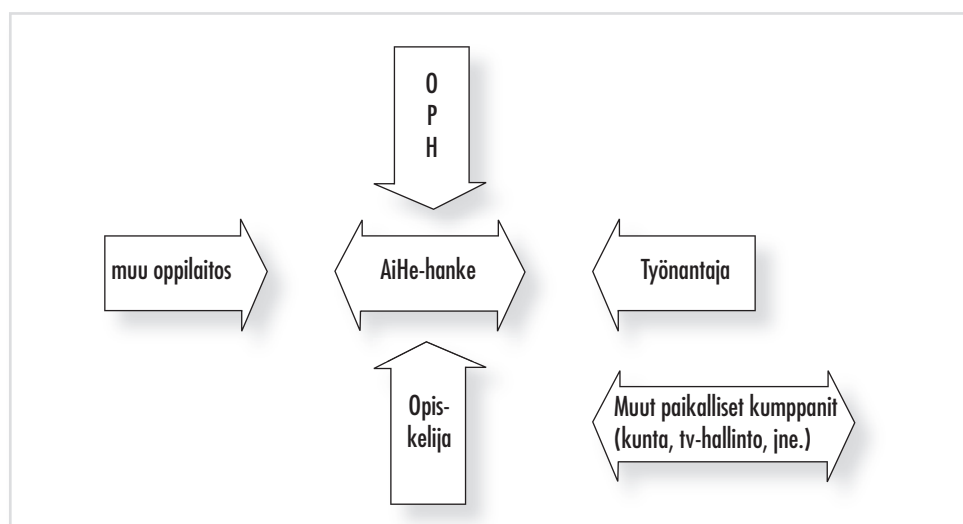 O
P
H
muu oppilaitos
AiHe-hanke
Työnantaja
Opis-
kelija
Muut paikalliset kumppanit
(kunta, tv-hallinto, jne.)